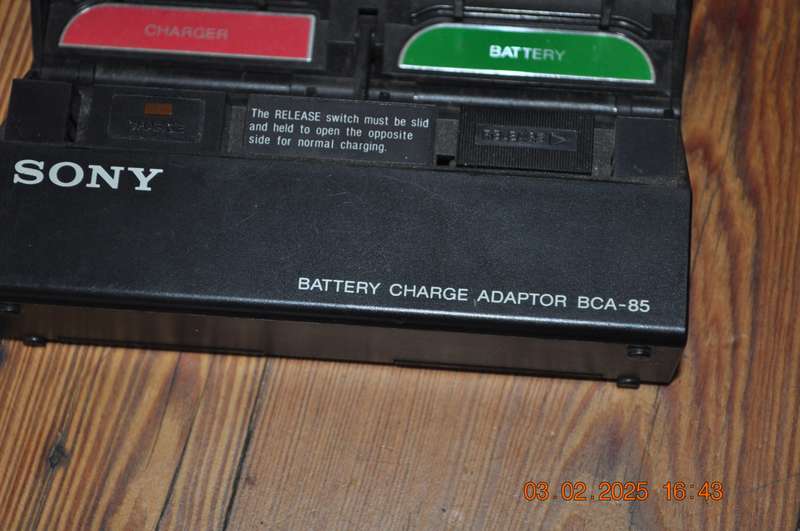 CHARGER
BATTERY
The RELEASE switch must be slid
and held to open the opposite
side for normal charging.
RELEASE
SONY
BATTERY CHARGE ADAPTOR BCA-85
03.02.2025 16:43